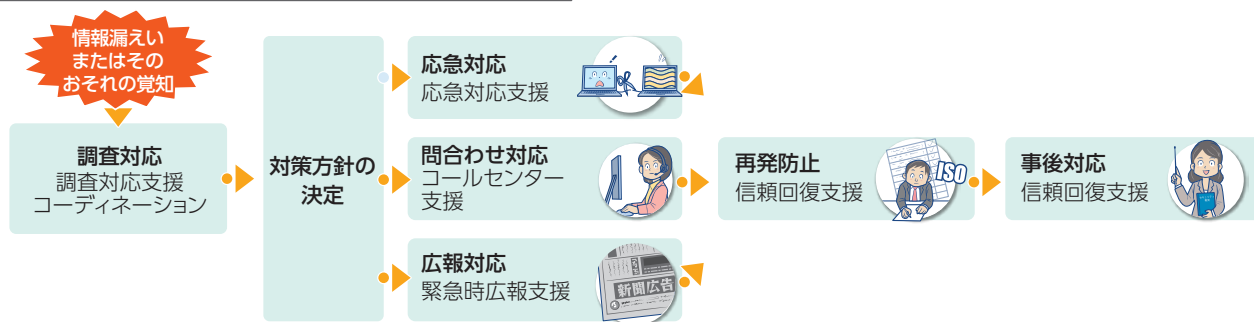 情報漏えい
またはその
おそれの覚知
調査対応
調査対応支援
コーディネーション
対策方針の
決定
応急対応
応急対応支援
問合わせ対応
コールセンター
支援
広報対応
緊急時広報支援
新聞広告
再発防止
信頼回復支援
ISO
事後対応
信頼回復支援